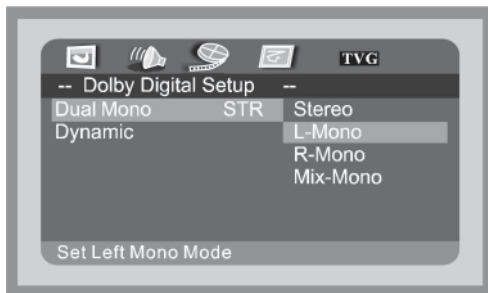 TVG
-- Dolby Digital Setup --
Dual Mono STR Stereo
Dynamic L-Mono
R-Mono
Mix-Mono
Set Left Mono Mode